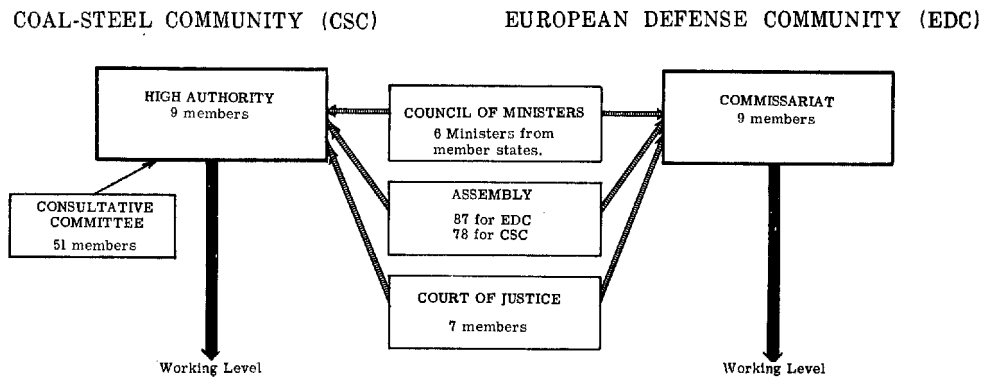 COAL-STEEL COMMUNITY (CSC)
EUROPEAN DEFENSE COMMUNITY (EDC)
HIGH AUTHORITY
9 members
COUNCIL OF MINISTERS
6 Ministers from
member states.
COMMISSARIAT
9 members
CONSULTATIVE
COMMITTEE
51 members
ASSEMBLY
87 for EDC
78 for CSC
COURT OF JUSTICE
7 members
Working Level
Working Level